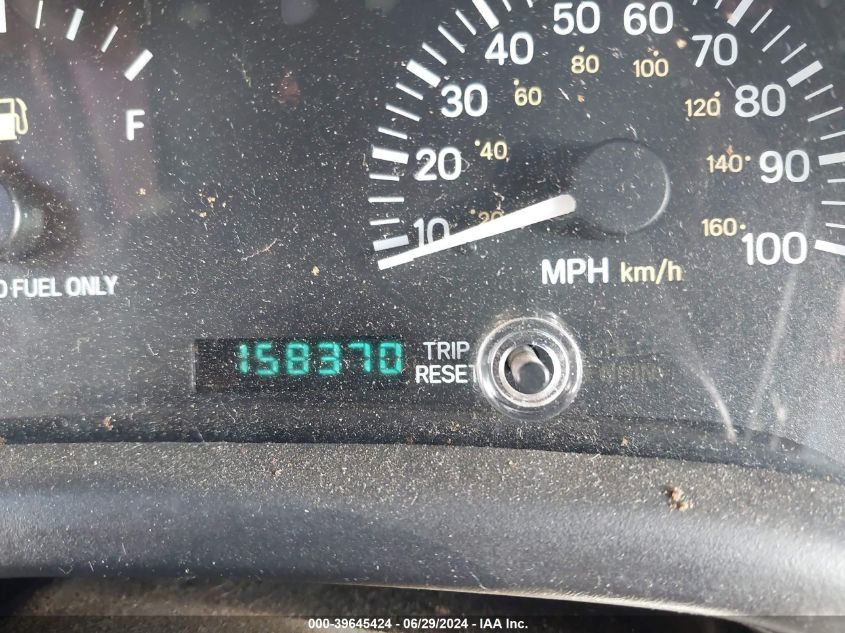 50 60
40 70
80 100
30 60 120 80
F
20 40 140 90
10 20 160 100
MPH km/h
FUEL ONLY
158370 TRIP
RESET
000-39645424 / 06/29/2024 - IAA Inc.